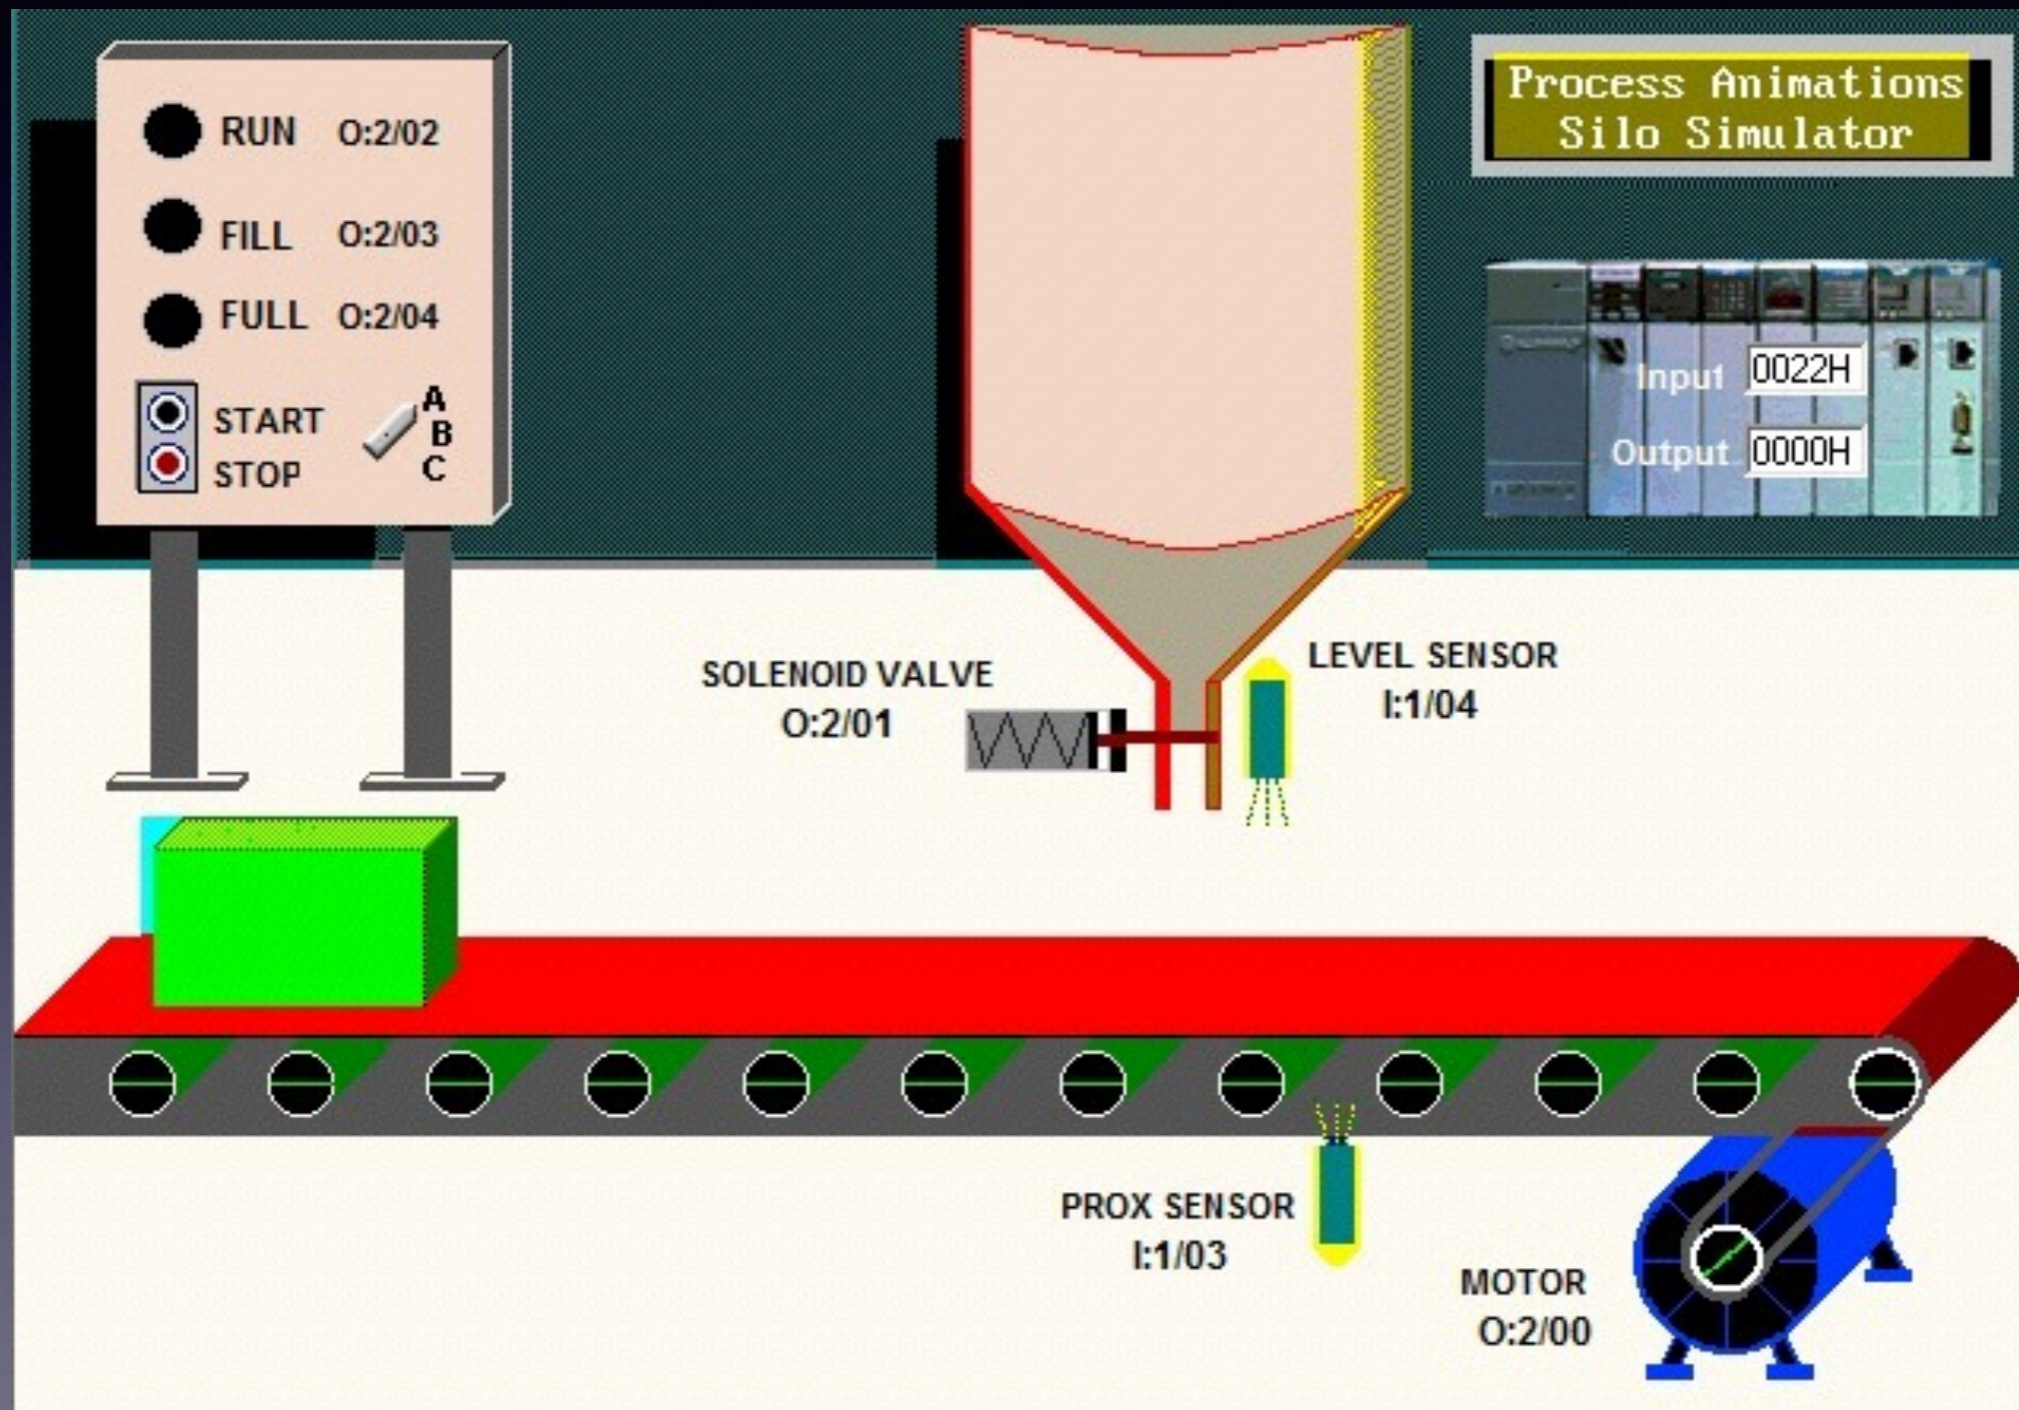 Process Animations
Silo Simulator
RUN O:2/02
FILL O:2/03
FULL O:2/04
START
STOP
A
B
C
Input 0022H
Output 0000H
SOLENOID VALVE
O:2/01
LEVEL SENSOR
I:1/04
PROX SENSOR
I:1/03
MOTOR
O:2/00